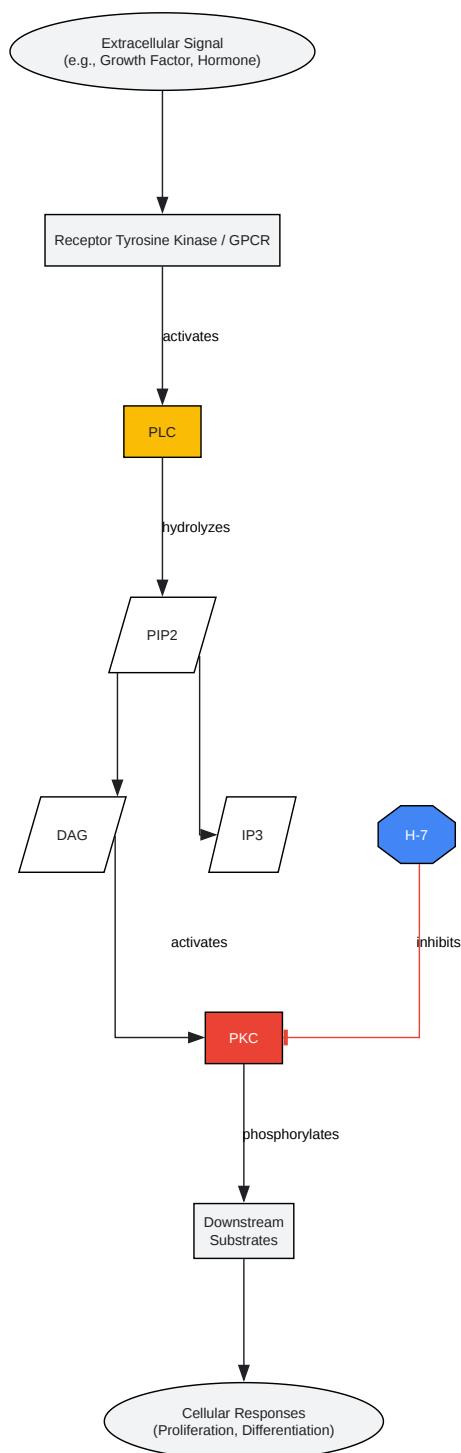 Extracellular Signal
(e.g., Growth Factor, Hormone)
Receptor Tyrosine Kinase / GPCR
activates
PLC
hydrolyzes
PIP2
DAG
IP3
H-7
activates
inhibits
PKC
phosphorylates
Downstream
Substrates
Cellular Responses
(Proliferation, Differentiation)